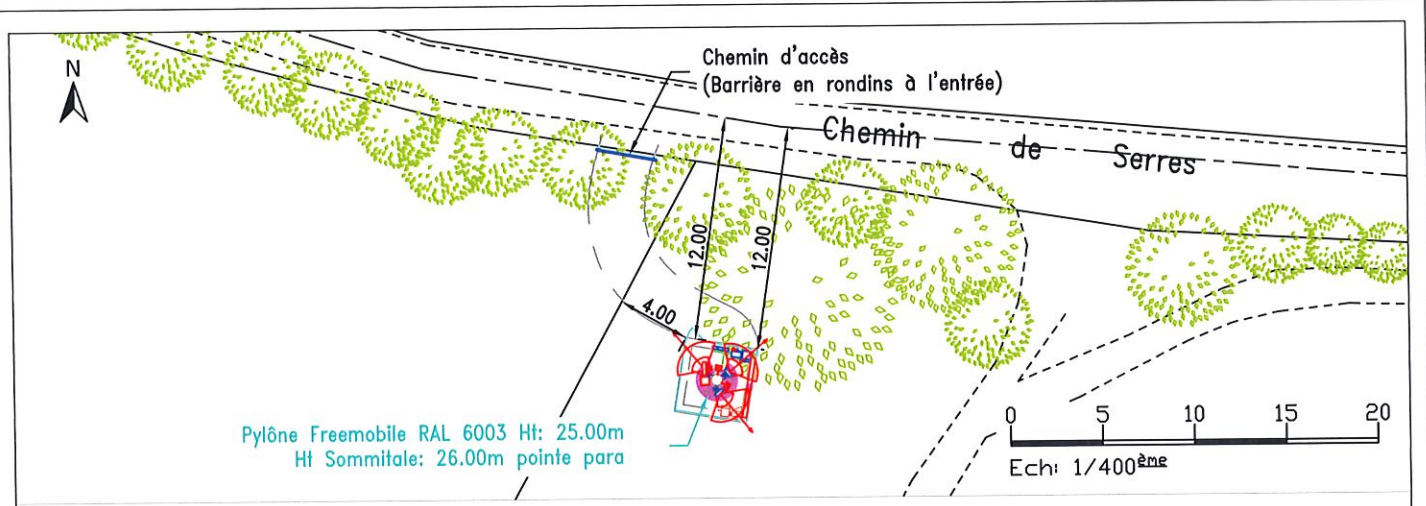 N
Chemin d'accès
(Barrière en rondins à l'entrée)
Chemin de Serres
12.00
12.00
4.00
Pylône Freemobile RAL 6003 Ht: 25.00m
Ht Sommitale: 26.00m pointe para
0 5 10 15 20
Ech: 1/400ème